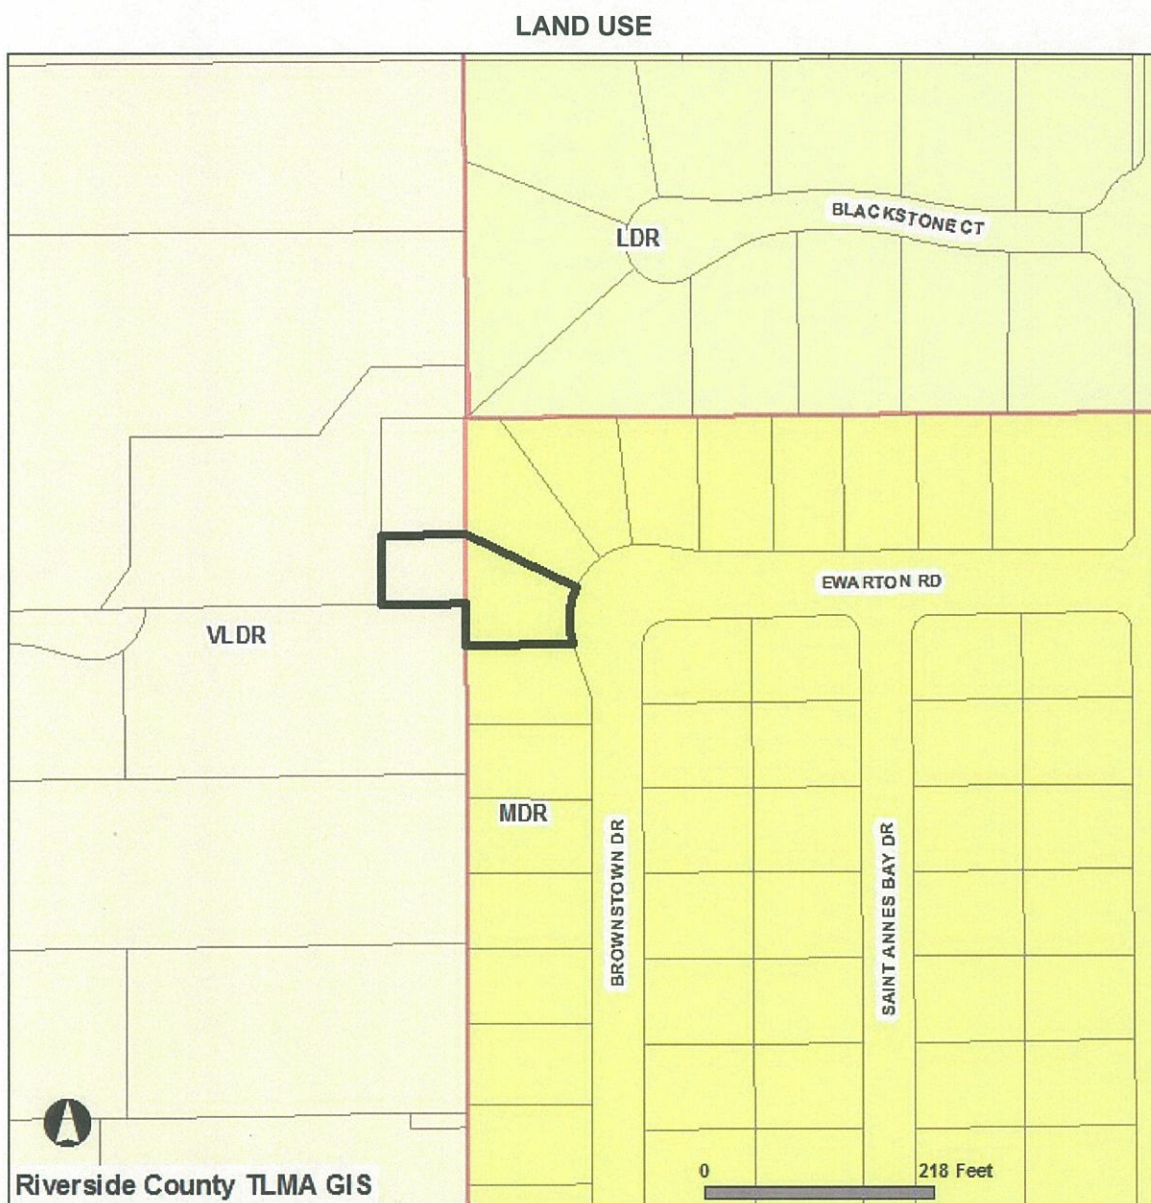 LAND USE
BLACKSTONE CT
LDR
EWARTON RD
VLDR
MDR
BROWNSTOWN DR
SAINT ANNES BAY DR
0 218 Feet
Riverside County TLMA GIS